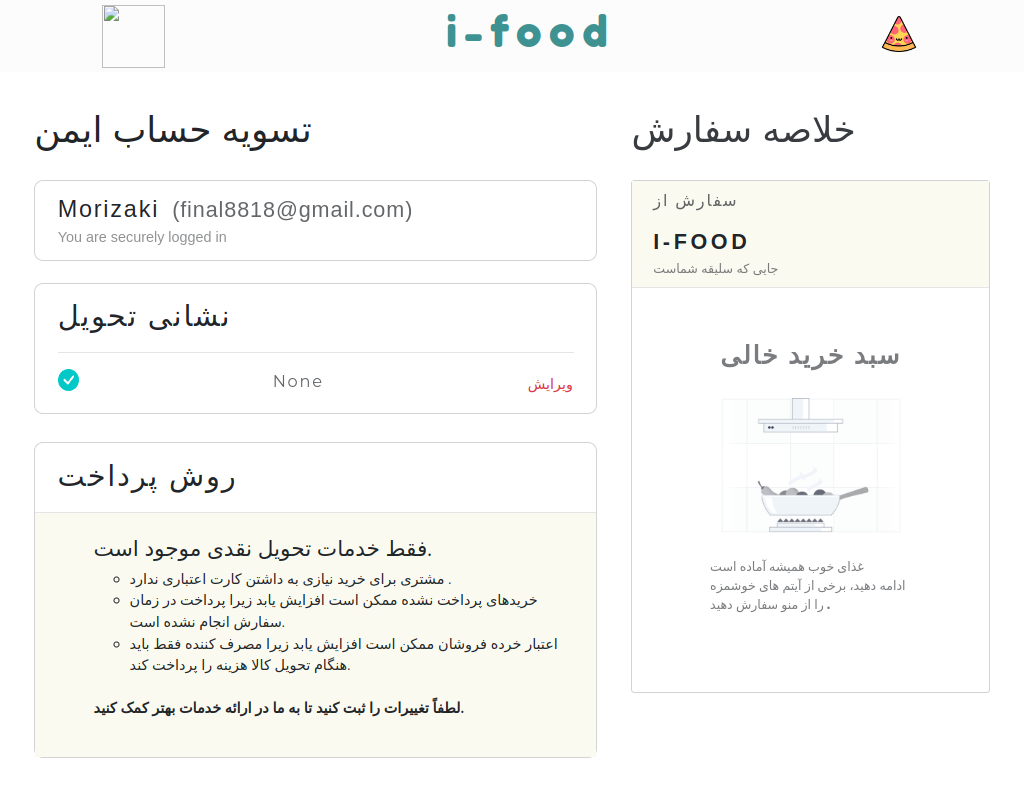 i-food
تسویه حساب ایمن
Morizaki (final8818@gmail.com)
You are securely logged in
نشانی تحویل
None
ویرایش
روش پرداخت
فقط خدمات تحویل نقدی موجود است.
مشتری برای خرید نیازی به داشتن کارت اعتباری ندارد .
خریدهای پرداخت نشده ممکن است افزایش یابد زیرا پرداخت در زمان
سفارش انجام نشده است.
اعتبار خرده فروشان ممکن است افزایش یابد زیرا مصرف کننده فقط باید
هنگام تحویل کالا هزینه را پرداخت کند.
لطفاً تغییرات را ثبت کنید تا به ما در ارائه خدمات بهتر کمک کنید.
خلاصه سفارش
سفارش از
I-FOOD
جایی که سلیقه شماست
سبد خرید خالی
غذای خوب همیشه آماده است
ادامه دهید، برخی از آیتم های خوشمزه
را از منو سفارش دهید .